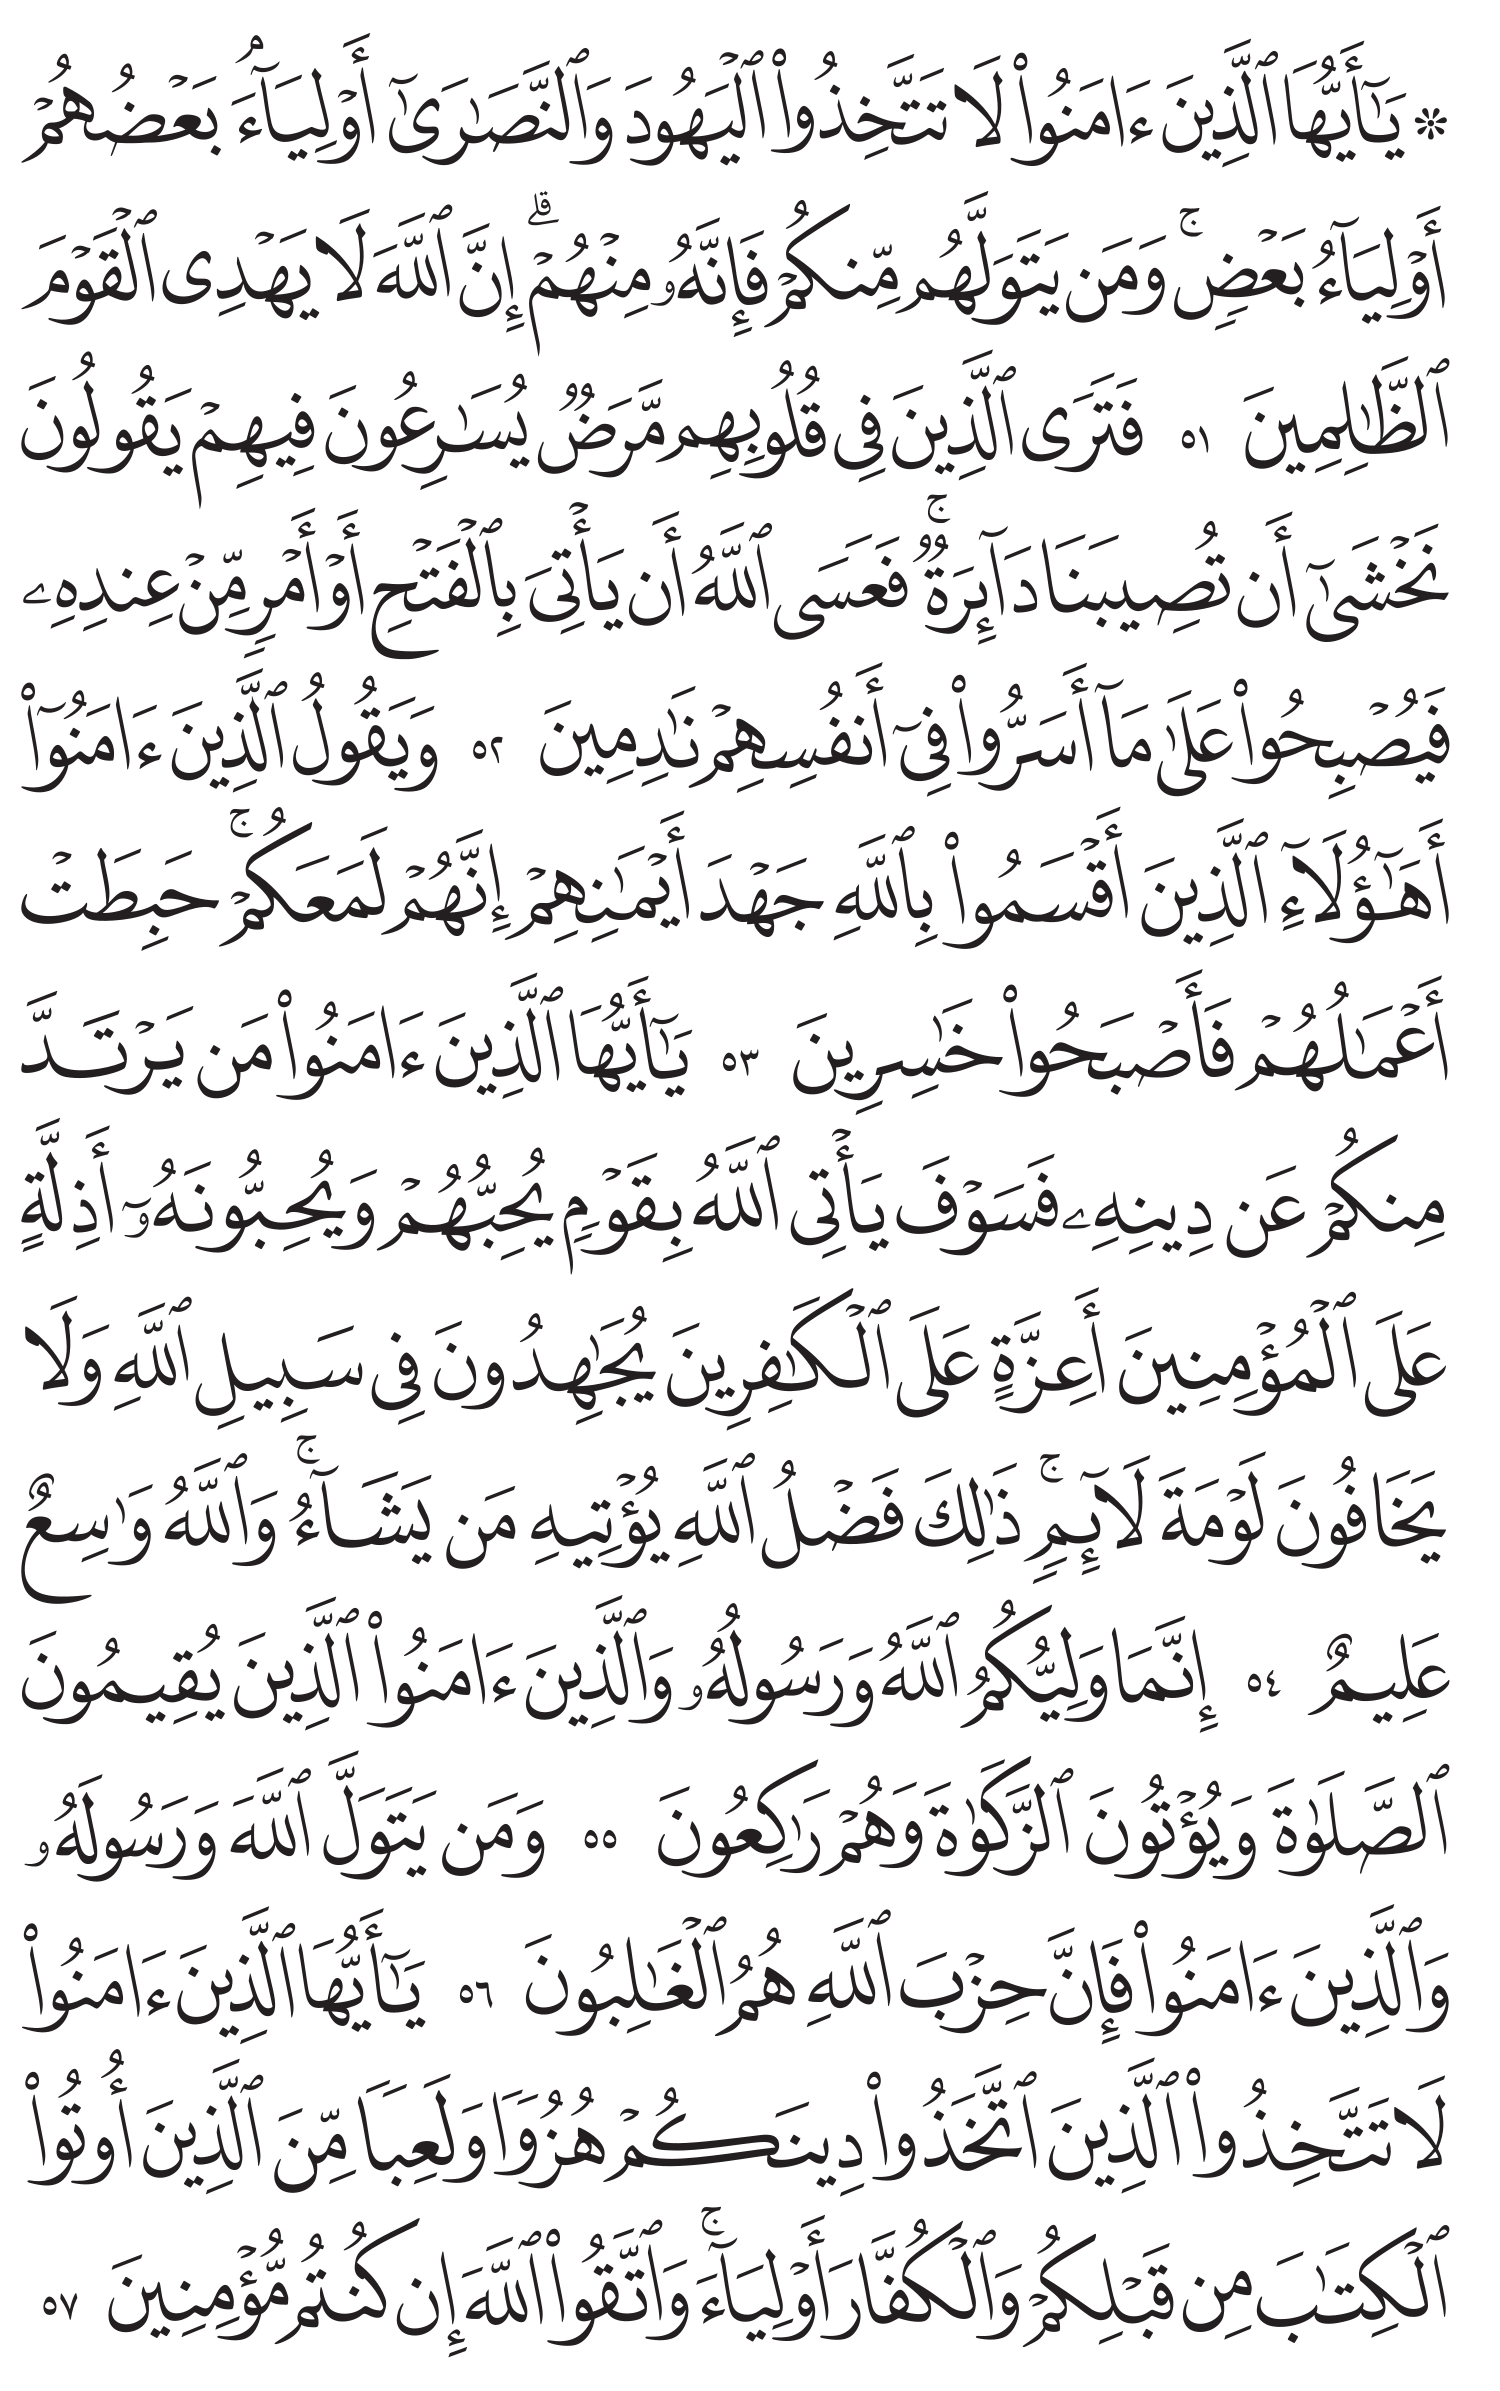 ۞ يَٰٓأَيُّهَا ٱلَّذِينَ ءَامَنُوا۟ لَا تَتَّخِذُوا۟ ٱلْيَهُودَ وَٱلنَّصَٰرَىٰٓ أَوْلِيَآءَ ۘ بَعْضُهُمْ
أَوْلِيَآءُ بَعْضٍ ۚ وَمَن يَتَوَلَّهُم مِّنكُمْ فَإِنَّهُۥ مِنْهُمْ ۗ إِنَّ ٱللَّهَ لَا يَهْدِى ٱلْقَوْمَ
ٱلظَّٰلِمِينَ ٥١ فَتَرَى ٱلَّذِينَ فِى قُلُوبِهِم مَّرَضٌ يُسَٰرِعُونَ فِيهِمْ يَقُولُونَ
نَخْشَىٰٓ أَن تُصِيبَنَا دَآئِرَةٌ ۚ فَعَسَى ٱللَّهُ أَن يَأْتِىَ بِٱلْفَتْحِ أَوْ أَمْرٍ مِّنْ عِندِهِۦ
فَيُصْبِحُوا۟ عَلَىٰ مَآ أَسَرُّوا۟ فِىٓ أَنفُسِهِمْ نَٰدِمِينَ ٥٢ وَيَقُولُ ٱلَّذِينَ ءَامَنُوٓا۟
أَهَٰٓؤُلَآءِ ٱلَّذِينَ أَقْسَمُوا۟ بِٱللَّهِ جَهْدَ أَيْمَٰنِهِمْ إِنَّهُمْ لَمَعَكُمْ ۚ حَبِطَتْ
أَعْمَٰلُهُمْ فَأَصْبَحُوا۟ خَٰسِرِينَ ٥٣ يَٰٓأَيُّهَا ٱلَّذِينَ ءَامَنُوا۟ مَن يَرْتَدَّ
مِنكُمْ عَن دِينِهِۦ فَسَوْفَ يَأْتِى ٱللَّهُ بِقَوْمٍ يُحِبُّهُمْ وَيُحِبُّونَهُۥٓ أَذِلَّةٍ
عَلَى ٱلْمُؤْمِنِينَ أَعِزَّةٍ عَلَى ٱلْكَٰفِرِينَ يُجَٰهِدُونَ فِى سَبِيلِ ٱللَّهِ وَلَا
يَخَافُونَ لَوْمَةَ لَآئِمٍ ۚ ذَٰلِكَ فَضْلُ ٱللَّهِ يُؤْتِيهِ مَن يَشَآءُ ۚ وَٱللَّهُ وَٰسِعٌ
عَلِيمٌ ٥٤ إِنَّمَا وَلِيُّكُمُ ٱللَّهُ وَرَسُولُهُۥ وَٱلَّذِينَ ءَامَنُوا۟ ٱلَّذِينَ يُقِيمُونَ
ٱلصَّلَوٰةَ وَيُؤْتُونَ ٱلزَّكَوٰةَ وَهُمْ رَٰكِعُونَ ٥٥ وَمَن يَتَوَلَّ ٱللَّهَ وَرَسُولَهُۥ
وَٱلَّذِينَ ءَامَنُوا۟ فَإِنَّ حِزْبَ ٱللَّهِ هُمُ ٱلْغَٰلِبُونَ ٥٦ يَٰٓأَيُّهَا ٱلَّذِينَ ءَامَنُوا۟
لَا تَتَّخِذُوا۟ ٱلَّذِينَ ٱتَّخَذُوا۟ دِينَكُمْ هُزُوًا وَلَعِبًا مِّنَ ٱلَّذِينَ أُوتُوا۟
ٱلْكِتَٰبَ مِن قَبْلِكُمْ وَٱلْكُفَّارَ أَوْلِيَآءَ ۚ وَٱتَّقُوا۟ ٱللَّهَ إِن كُنتُم مُّؤْمِنِينَ ٥٧